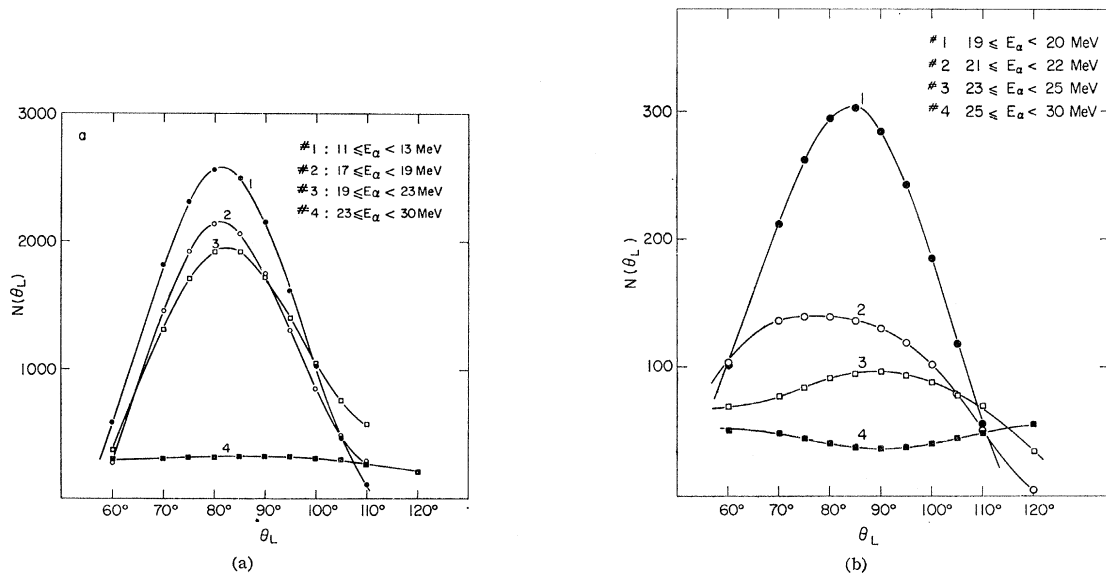 a
3000
2000
1000
0
N(θL)
#1 : 11 ≤Eα < 13 MeV
#2 : 17 ≤Eα < 19 MeV
#3 : 19 ≤Eα < 23 MeV
#4 : 23 ≤Eα < 30 MeV
1
2
3
4
60° 70° 80° 90° 100° 110° 120°
θL
(a)
300
200
100
0
N(θL)
#1 19 ≤ Eα < 20 MeV
#2 21 ≤ Eα < 22 MeV
#3 23 ≤ Eα < 25 MeV
#4 25 ≤ Eα < 30 MeV
1
2
3
4
60° 70° 80° 90° 100° 110° 120°
θL
(b)